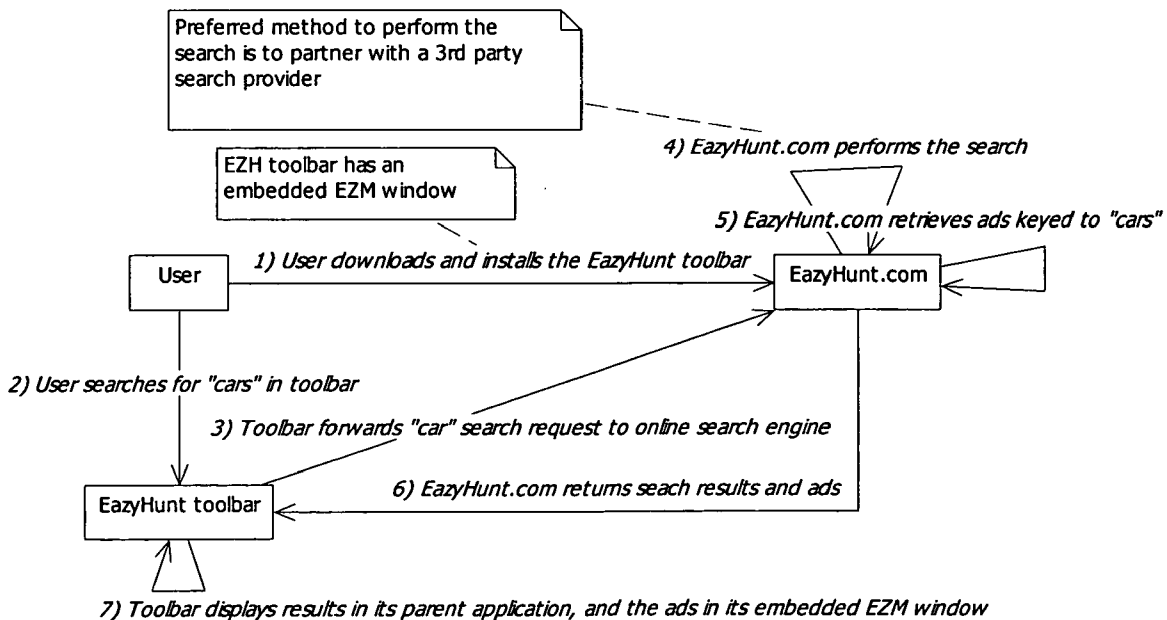 Preferred method to perform the
search is to partner with a 3rd party
search provider
4) EazyHunt.com performs the search
EZH toolbar has an
embedded EZM window
5) EazyHunt.com retrieves ads keyed to "cars"
1) User downloads and installs the EazyHunt toolbar
User
EazyHunt.com
2) User searches for "cars" in toolbar
3) Toolbar forwards "car" search request to online search engine
6) EazyHunt.com returns seach results and ads
EazyHunt toolbar
7) Toolbar displays results in its parent application, and the ads in its embedded EZM window